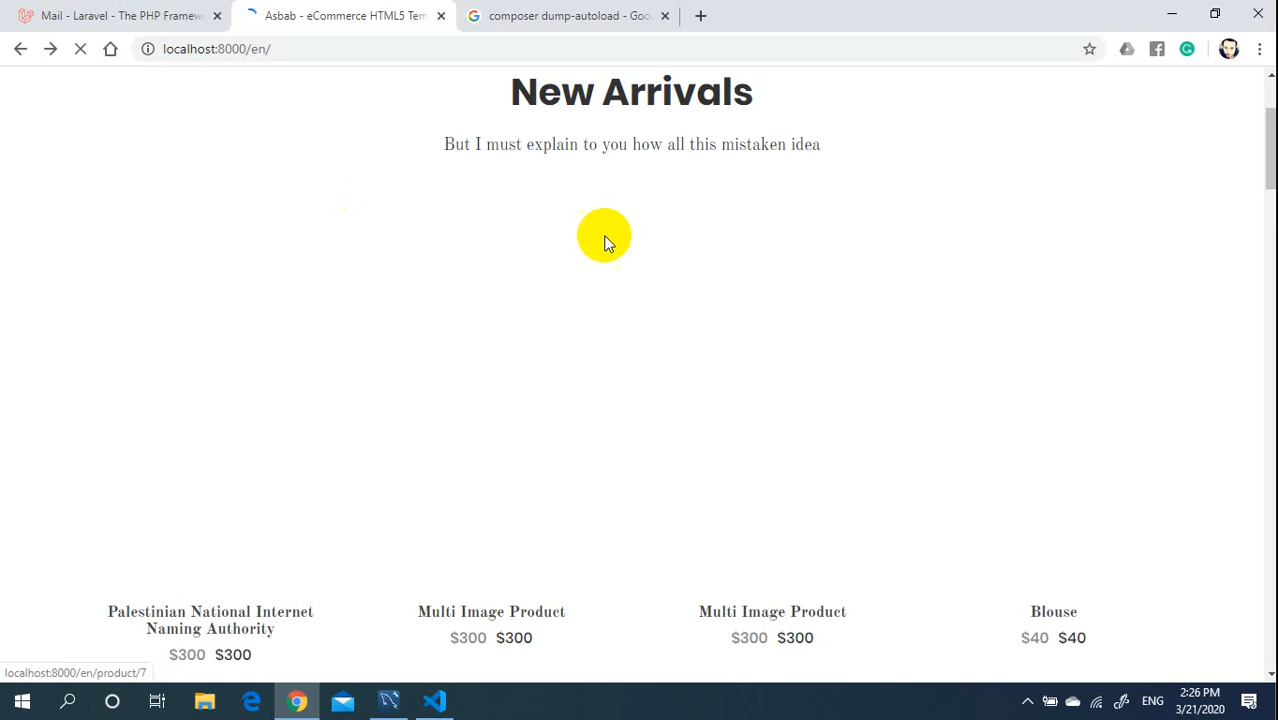 Mail - Laravel - The PHP Framew
Asbab - eCommerce HTML5 Tem
composer dump-autoload - Goo
localhost:8000/en/
New Arrivals
But I must explain to you how all this mistaken idea
Palestinian National Internet
Naming Authority
$300 $300
Multi Image Product
$300 $300
Multi Image Product
$300 $300
Blouse
$40 $40
localhost:8000/en/product/7
ENG
2:26 PM
3/21/2020